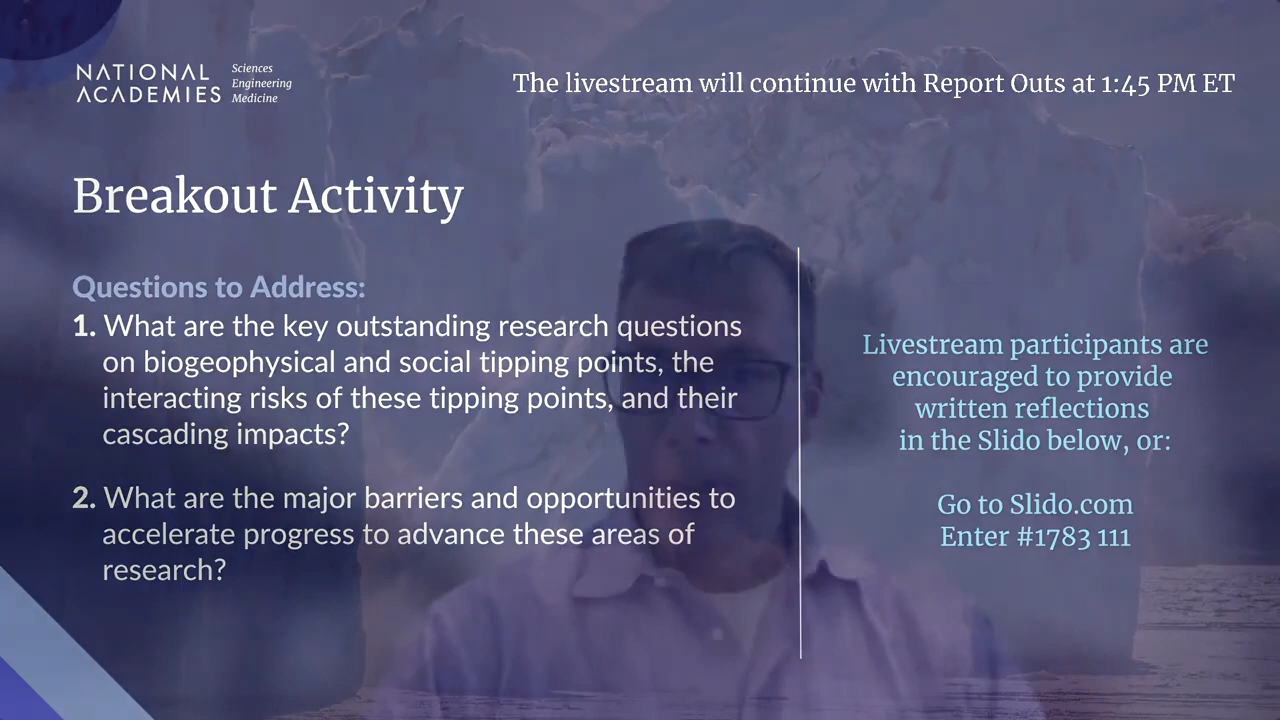 NATIONAL ACADEMIES
Sciences
Engineering
Medicine
The livestream will continue with Report Outs at 1:45 PM ET
Breakout Activity
Questions to Address:
1. What are the key outstanding research questions
on biogeophysical and social tipping points, the
interacting risks of these tipping points, and their
cascading impacts?
2. What are the major barriers and opportunities to
accelerate progress to advance these areas of
research?
Livestream participants are
encouraged to provide
written reflections
in the Slido below, or:
Go to Slido.com
Enter #1783 111